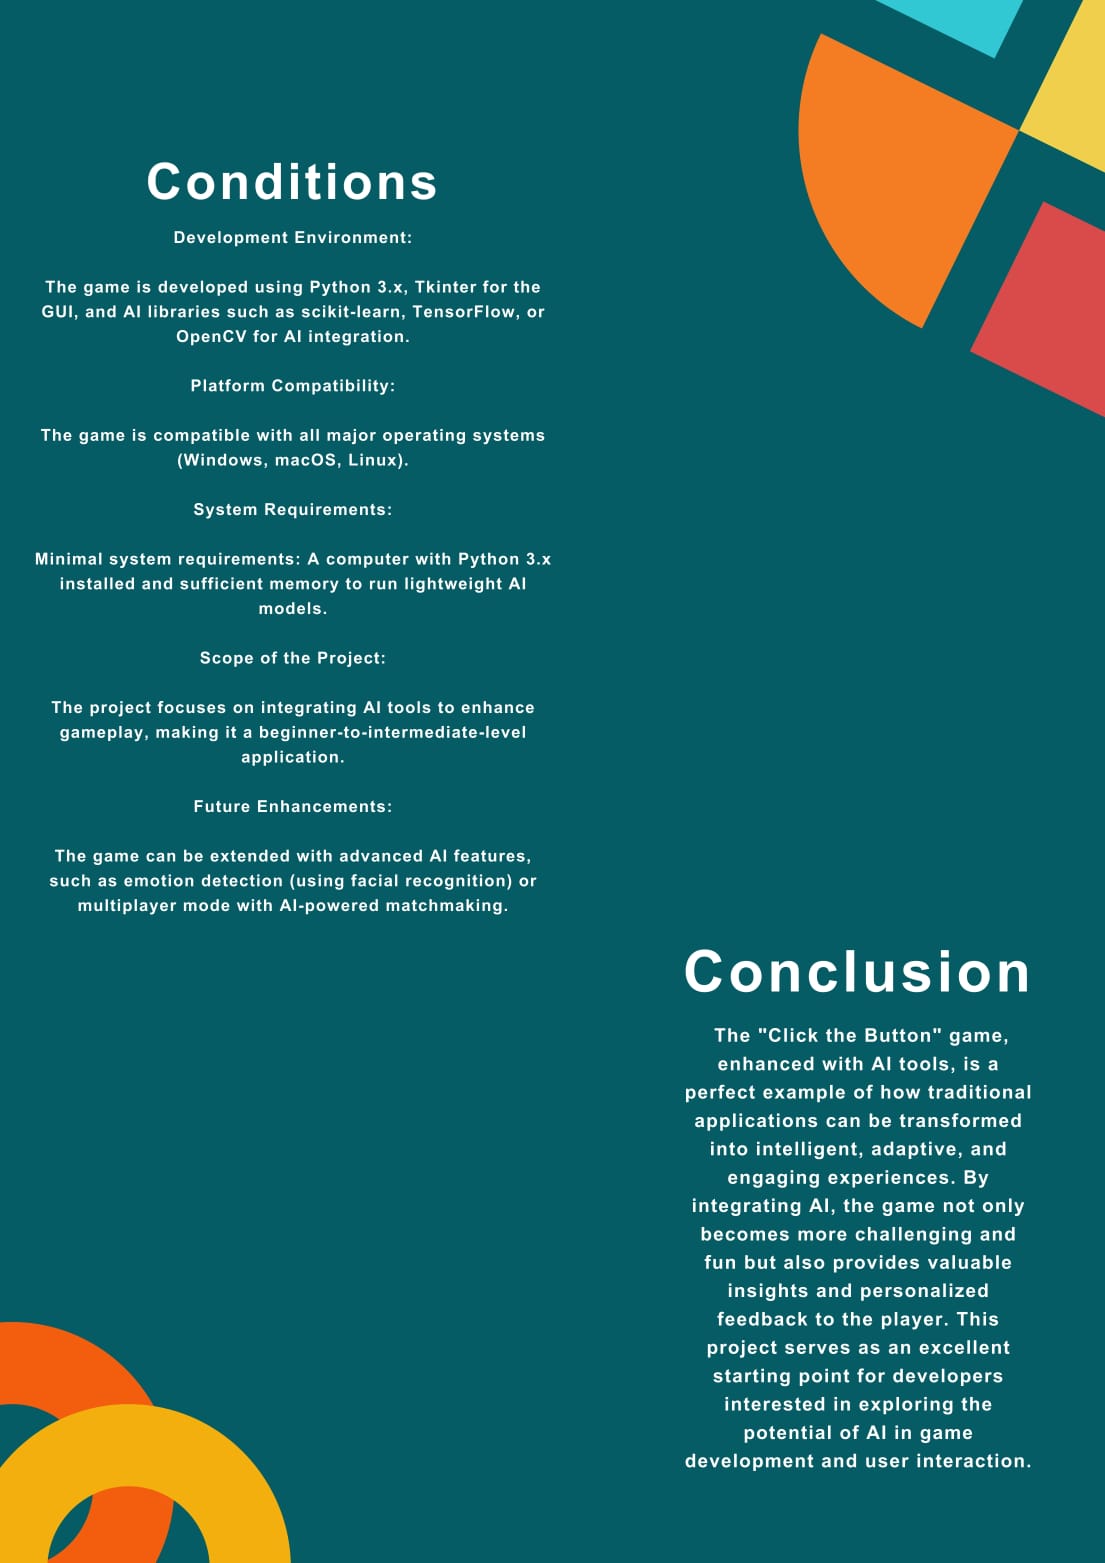 Conditions
Development Environment:
The game is developed using Python 3.x, Tkinter for the
GUI, and AI libraries such as scikit-learn, TensorFlow, or
OpenCV for AI integration.
Platform Compatibility:
The game is compatible with all major operating systems
(Windows, macOS, Linux).
System Requirements:
Minimal system requirements: A computer with Python 3.x
installed and sufficient memory to run lightweight AI
models.
Scope of the Project:
The project focuses on integrating AI tools to enhance
gameplay, making it a beginner-to-intermediate-level
application.
Future Enhancements:
The game can be extended with advanced AI features,
such as emotion detection (using facial recognition) or
multiplayer mode with AI-powered matchmaking.
Conclusion
The "Click the Button" game,
enhanced with AI tools, is a
perfect example of how traditional
applications can be transformed
into intelligent, adaptive, and
engaging experiences. By
integrating AI, the game not only
becomes more challenging and
fun but also provides valuable
insights and personalized
feedback to the player. This
project serves as an excellent
starting point for developers
interested in exploring the
potential of AI in game
development and user interaction.